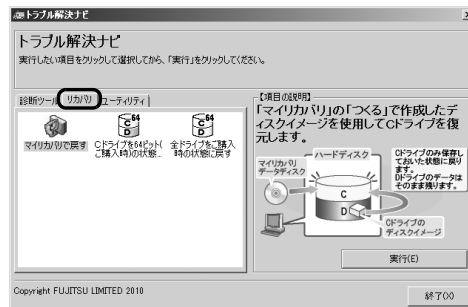 トラブル解決ナビ
トラブル解決ナビ
実行したい項目をクリックして選択してから、「実行」をクリックしてください。
診断ツール
リカバリ
ユーティリティ
マイリカバリで戻す
Cドライブを64ビット(
ご購入時)の状態...
全ドライブをご購入
時の状態に戻す
【項目の説明】
「マイリカバリ」の「つくる」で作成したデ
ィスクイメージを使用してCドライブを復
元します。
マイリカバリ
データディスク
ハードディスク
Cドライブのみ保存し
ておいた状態に戻り
ます。
Dドライブのデータは
そのまま残ります。
C
D
Cドライブの
ディスクイメージ
実行(E)
Copyright FUJITSU LIMITED 2010
終了(X)